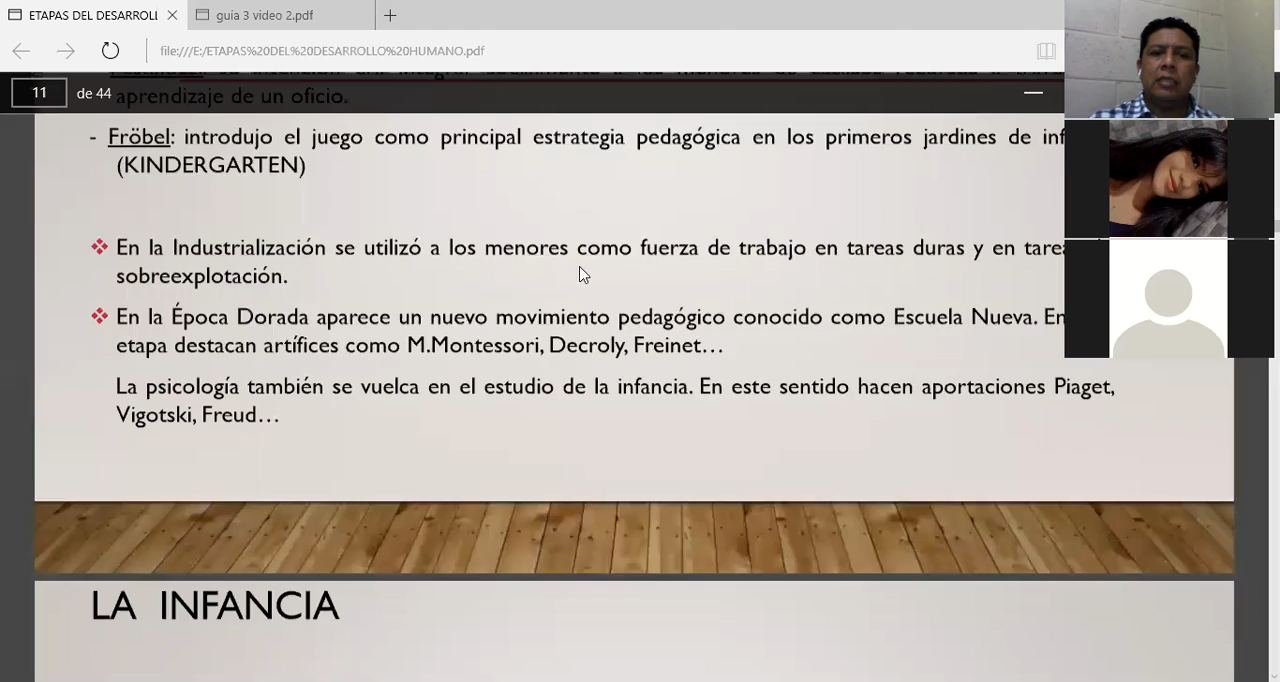 ETAPAS DEL DESARROLL
guia 3 video 2.pdf
file:///E:/ETAPAS%20DEL%20DESARROLLO%20HUMANO.pdf
11 de 44
aprendizaje de un oficio.
- Fröbel: introdujo el juego como principal estrategia pedagógica en los primeros jardines de
(KINDERGARTEN)
En la Industrialización se utilizó a los menores como fuerza de trabajo en tareas duras y en
sobreexplotación.
En la Época Dorada aparece un nuevo movimiento pedagógico conocido como Escuela Nueva. En
etapa destacan artífices como M.Montessori, Decroly, Freinet…
La psicología también se vuelca en el estudio de la infancia. En este sentido hacen aportaciones Piaget,
Vigotski, Freud…
LA INFANCIA